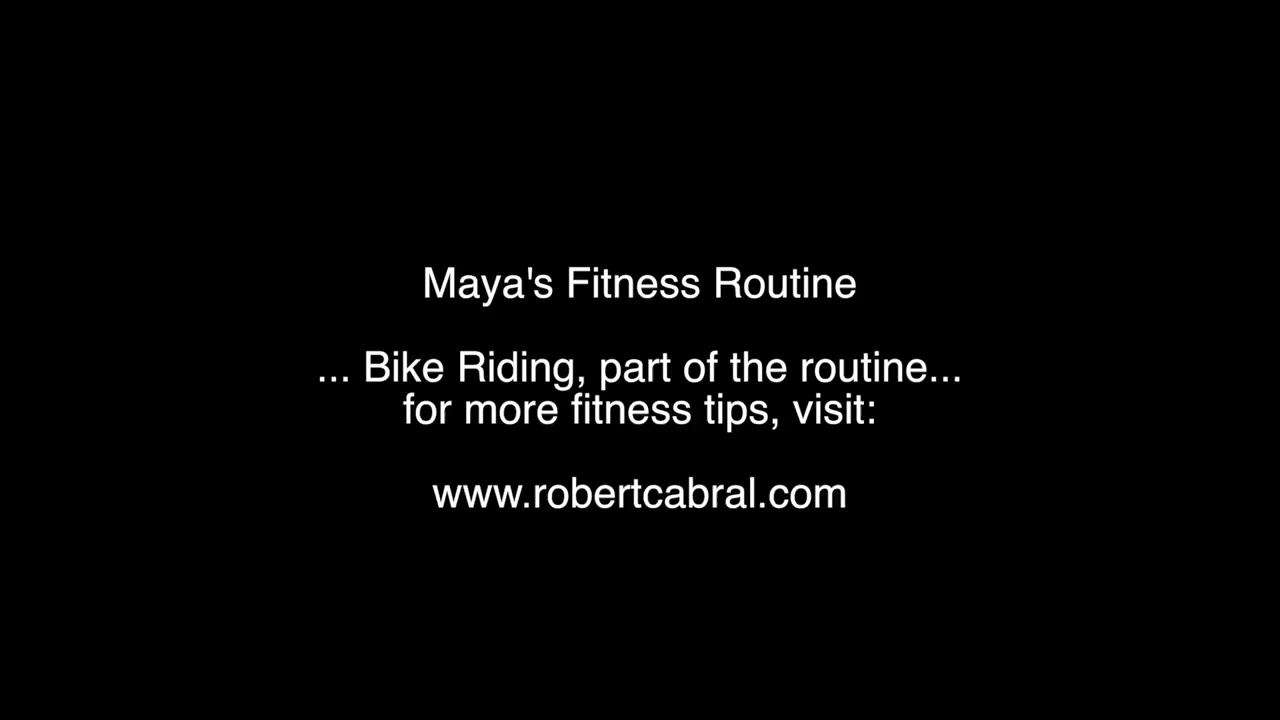 Maya's Fitness Routine
... Bike Riding, part of the routine...
for more fitness tips, visit:
www.robertcabral.com